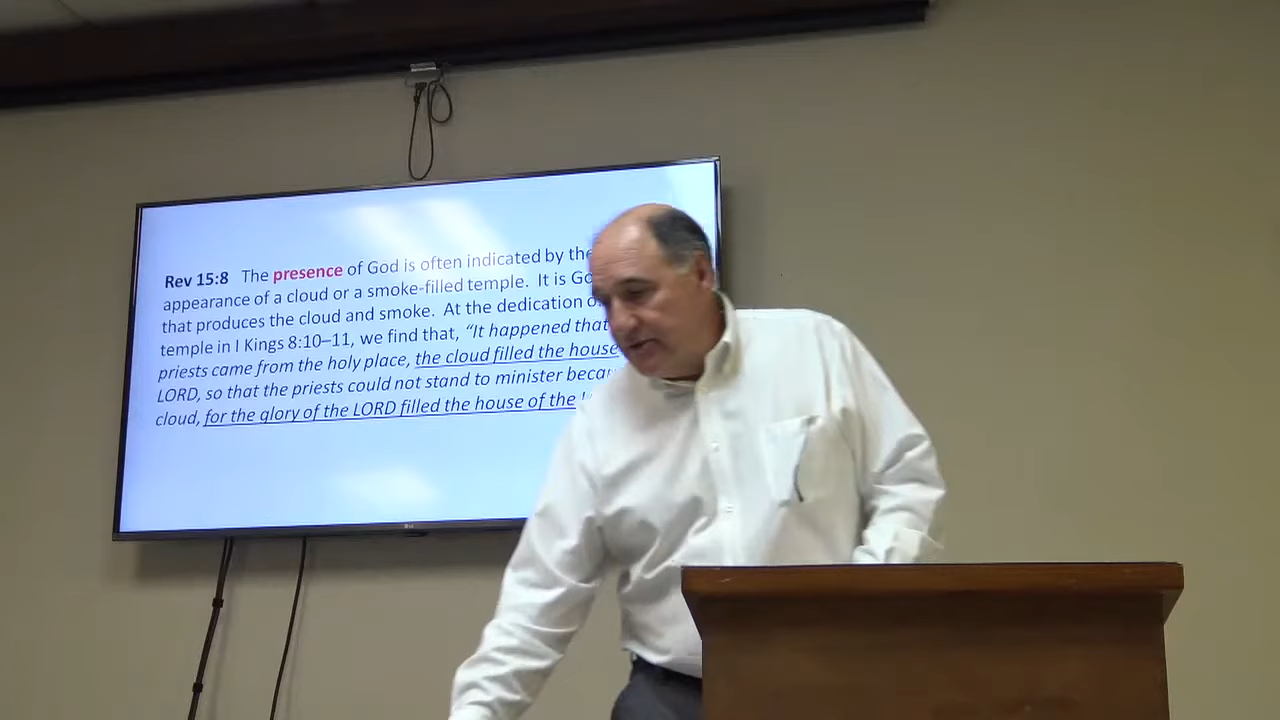 Rev 15:8 The presence of God is often indicated by the
appearance of a cloud or a smoke-filled temple. It is
that produces the cloud and smoke. At the dedication
temple in I Kings 8:10–11, we find that, “It happened that
priests came from the holy place, the cloud filled the house
LORD, so that the priests could not stand to minister
cloud, for the glory of the LORD filled the house of the
LG